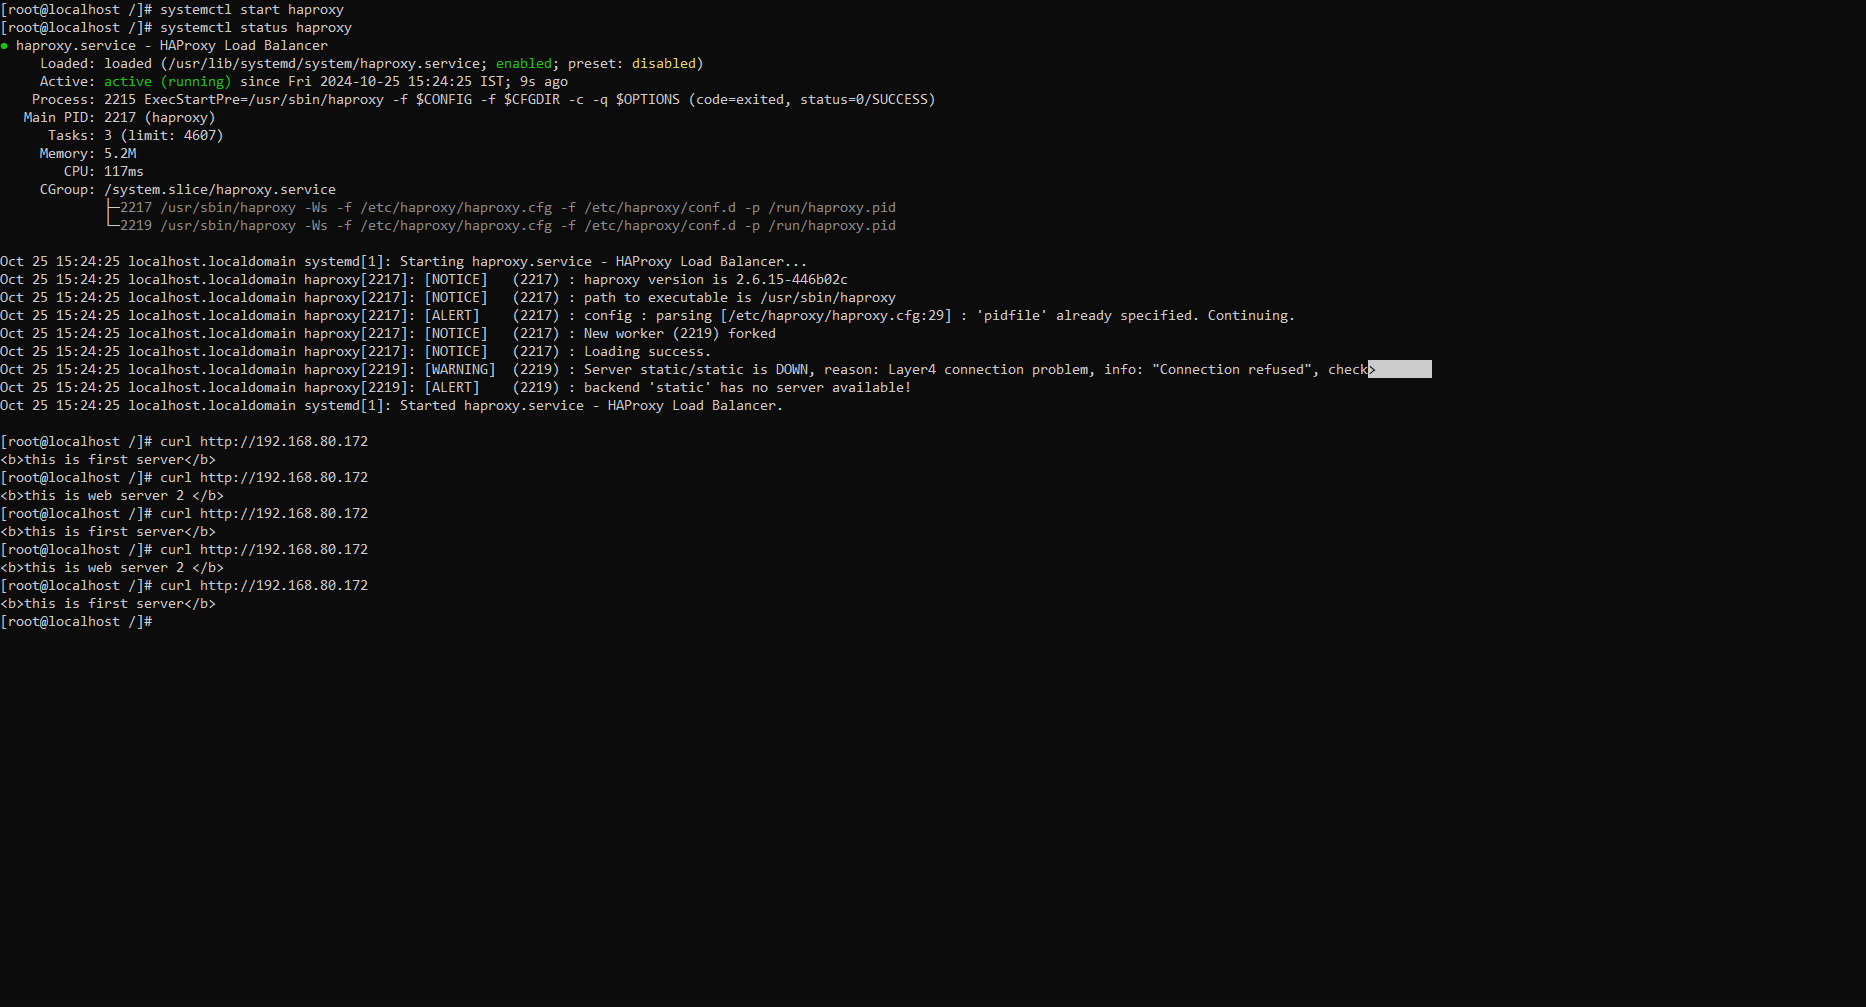 [root@localhost /]# systemctl start haproxy
[root@localhost /]# systemctl status haproxy
● haproxy.service - HAProxy Load Balancer
     Loaded: loaded (/usr/lib/systemd/system/haproxy.service; enabled; preset: disabled)
     Active: active (running) since Fri 2024-10-25 15:24:25 IST; 9s ago
    Process: 2215 ExecStartPre=/usr/sbin/haproxy -f $CONFIG -f $CFGDIR -c -q $OPTIONS (code=exited, status=0/SUCCESS)
   Main PID: 2217 (haproxy)
      Tasks: 3 (limit: 4607)
     Memory: 5.2M
        CPU: 117ms
     CGroup: /system.slice/haproxy.service
             ├─2217 /usr/sbin/haproxy -Ws -f /etc/haproxy/haproxy.cfg -f /etc/haproxy/conf.d -p /run/haproxy.pid
             └─2219 /usr/sbin/haproxy -Ws -f /etc/haproxy/haproxy.cfg -f /etc/haproxy/conf.d -p /run/haproxy.pid

Oct 25 15:24:25 localhost.localdomain systemd[1]: Starting haproxy.service - HAProxy Load Balancer...
Oct 25 15:24:25 localhost.localdomain haproxy[2217]: [NOTICE]   (2217) : haproxy version is 2.6.15-446b02c
Oct 25 15:24:25 localhost.localdomain haproxy[2217]: [NOTICE]   (2217) : path to executable is /usr/sbin/haproxy
Oct 25 15:24:25 localhost.localdomain haproxy[2217]: [ALERT]    (2217) : config : parsing [/etc/haproxy/haproxy.cfg:29] : 'pidfile' already specified. Continuing.
Oct 25 15:24:25 localhost.localdomain haproxy[2217]: [NOTICE]   (2217) : New worker (2219) forked
Oct 25 15:24:25 localhost.localdomain haproxy[2217]: [NOTICE]   (2217) : Loading success.
Oct 25 15:24:25 localhost.localdomain haproxy[2219]: [WARNING]  (2219) : Server static/static is DOWN, reason: Layer4 connection problem, info: "Connection refused", check>
Oct 25 15:24:25 localhost.localdomain haproxy[2219]: [ALERT]    (2219) : backend 'static' has no server available!
Oct 25 15:24:25 localhost.localdomain systemd[1]: Started haproxy.service - HAProxy Load Balancer.

[root@localhost /]# curl http://192.168.80.172
<b>this is first server</b>
[root@localhost /]# curl http://192.168.80.172
<b>this is web server 2 </b>
[root@localhost /]# curl http://192.168.80.172
<b>this is first server</b>
[root@localhost /]# curl http://192.168.80.172
<b>this is web server 2 </b>
[root@localhost /]# curl http://192.168.80.172
<b>this is first server</b>
[root@localhost /]#